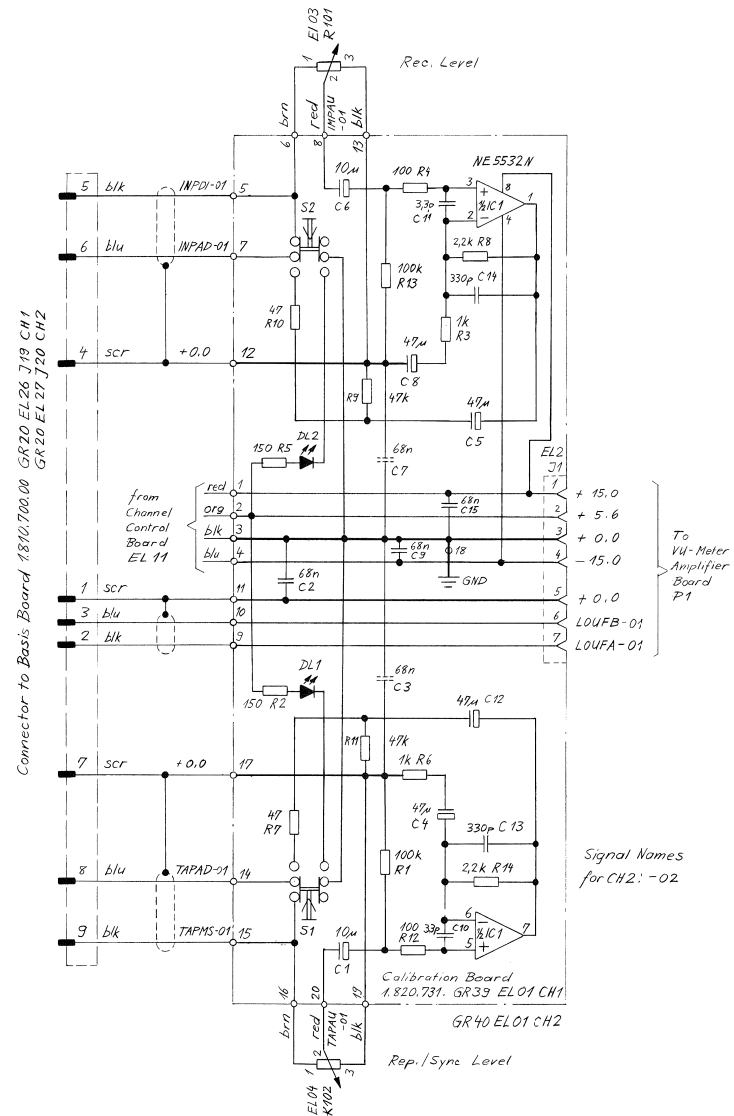 EL03
R101
Rec. Level
1
2
3
brn
red
IMPAU
-01
blk
6
8
13
5
blk
INPDI-01
5
6
blu
INPAD-01
7
4
scr
+0.0
12
S2
10µ
C6
100 R4
NE5532N
3
+
8
½IC1
1
2
−
4
3,3p
C11
2,2k R8
330p C14
100k
R13
1k
R3
47
R10
47µ
C8
R9
47k
47µ
C5
150 R5
DL2
68n
C7
EL2
J1
from
Channel
Control
Board
EL 11
red
1
org
2
blk
3
blu
4
68n
C15
68n
C9
18
GND
68n
C2
1
+ 15.0
2
+ 5.6
3
+ 0.0
4
- 15.0
5
+ 0.0
6
LOUFB-01
7
LOUFA-01
To
VU-Meter
Amplifier
Board
P1
1
scr
11
3
blu
10
2
blk
9
Connector to Basis Board 1.810.700.00 GR20 EL26 J19 CH1
GR20 EL27 J20 CH2
DL1
150 R2
68n
C3
47µ C12
R11
47k
7
scr
+0.0
17
1k R6
47
R7
47µ
C4
330p C13
2,2k R14
100k
R1
8
blu
TAPAD-01
14
9
blk
TAPMS-01
15
S1
10µ
C1
100
R12
33p
C10
6
−
½IC1
7
5
+
Signal Names
for CH2: -02
Calibration Board
1.820.731. GR39 EL01 CH1
GR40 EL01 CH2
16
20
19
brn
red
TAPAU
-01
blk
1
2
3
EL04
R102
Rep./Sync Level